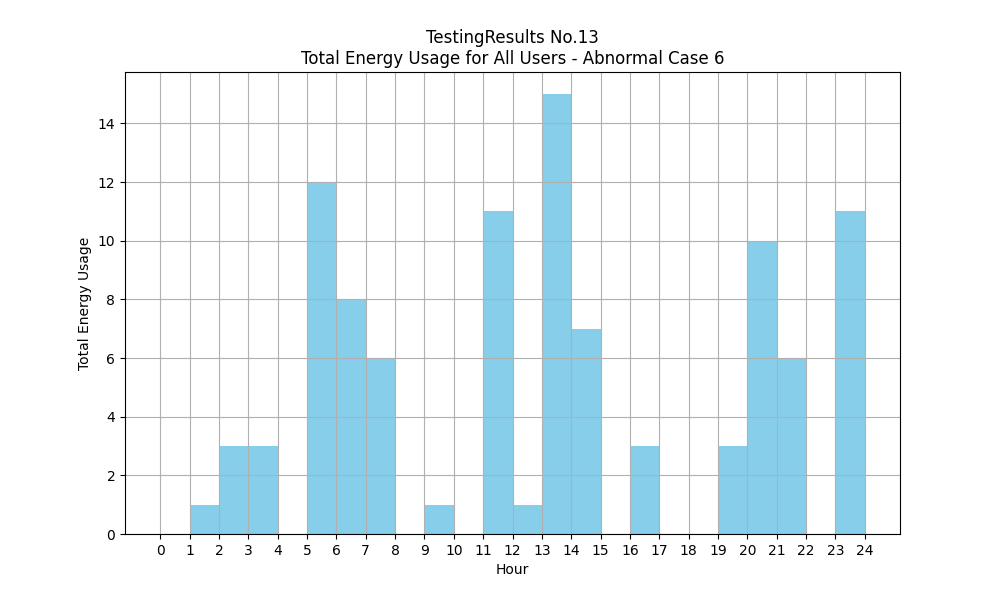 TestingResults No.13
Total Energy Usage for All Users - Abnormal Case 6
Total Energy Usage
14
12
10
8
6
4
2
0
0 1 2 3 4 5 6 7 8 9 10 11 12 13 14 15 16 17 18 19 20 21 22 23 24
Hour